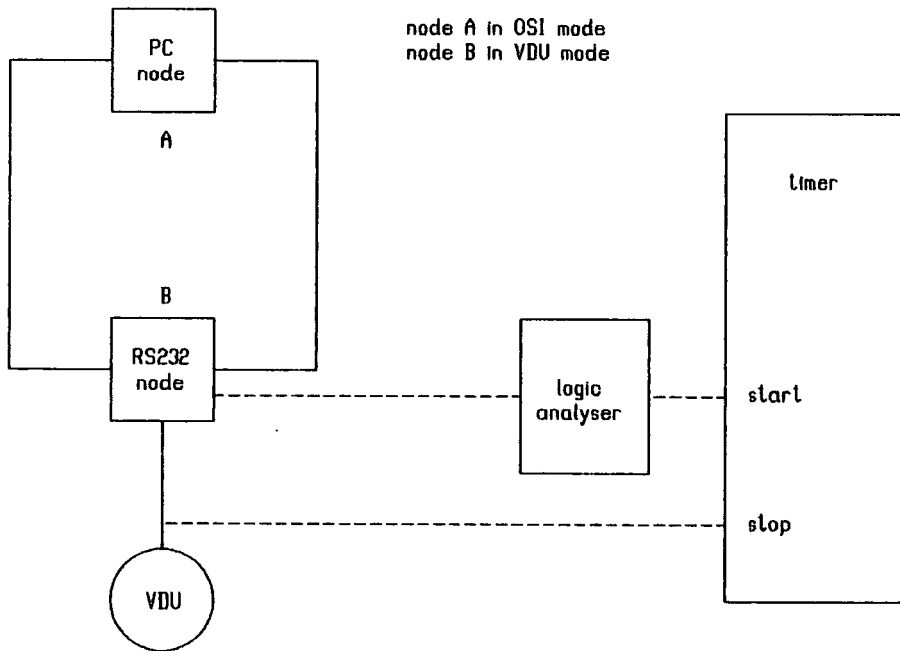 node A in OSI mode
node B in VDU mode
PC
node
A
timer
B
RS232
node
logic
analyser
start
stop
VDU